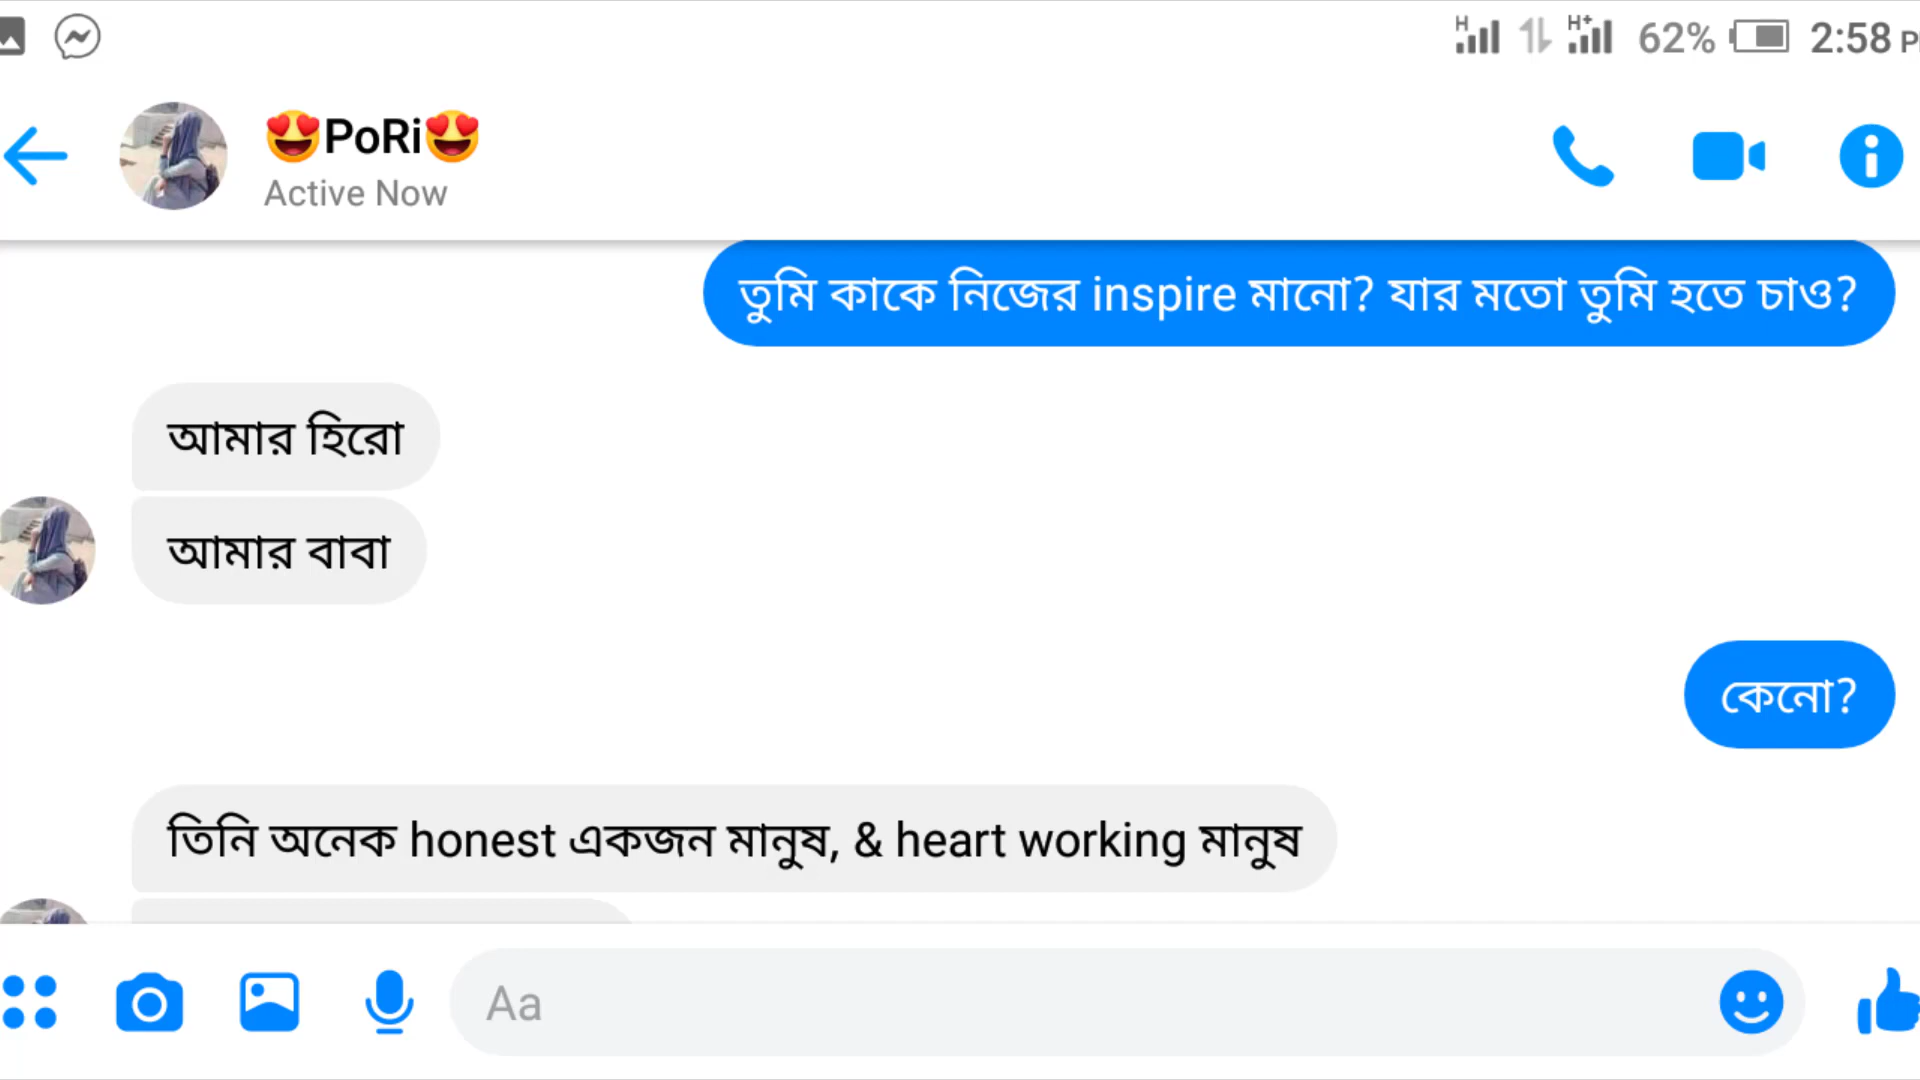 H H+ 62% 2:58
😍PoRi😍
Active Now
তুমি কাকে নিজের inspire মানো? যার মতো তুমি হতে চাও?
আমার হিরো
আমার বাবা
কেনো?
তিনি অনেক honest একজন মানুষ, & heart working মানুষ
Aa